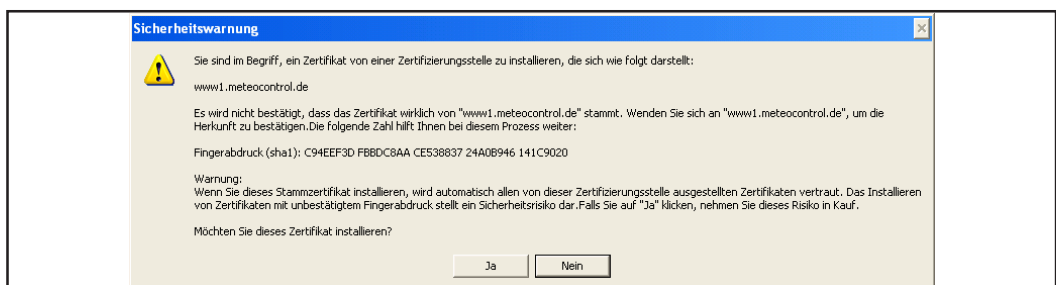 Sicherheitswarnung
Sie sind im Begriff, ein Zertifikat von einer Zertifizierungsstelle zu installieren, die sich wie folgt darstellt:
www1.meteocontrol.de
Es wird nicht bestätigt, dass das Zertifikat wirklich von "www1.meteocontrol.de" stammt. Wenden Sie sich an "www1.meteocontrol.de", um die
Herkunft zu bestätigen.Die folgende Zahl hilft Ihnen bei diesem Prozess weiter:
Fingerabdruck (sha1): C94EEF3D FBBDC8AA CE538837 24A0B946 141C9020
Warnung:
Wenn Sie dieses Stammzertifikat installieren, wird automatisch allen von dieser Zertifizierungsstelle ausgestellten Zertifikaten vertraut. Das Installieren
von Zertifikaten mit unbestätigtem Fingerabdruck stellt ein Sicherheitsrisiko dar.Falls Sie auf "Ja" klicken, nehmen Sie dieses Risiko in Kauf.
Möchten Sie dieses Zertifikat installieren?
Ja Nein